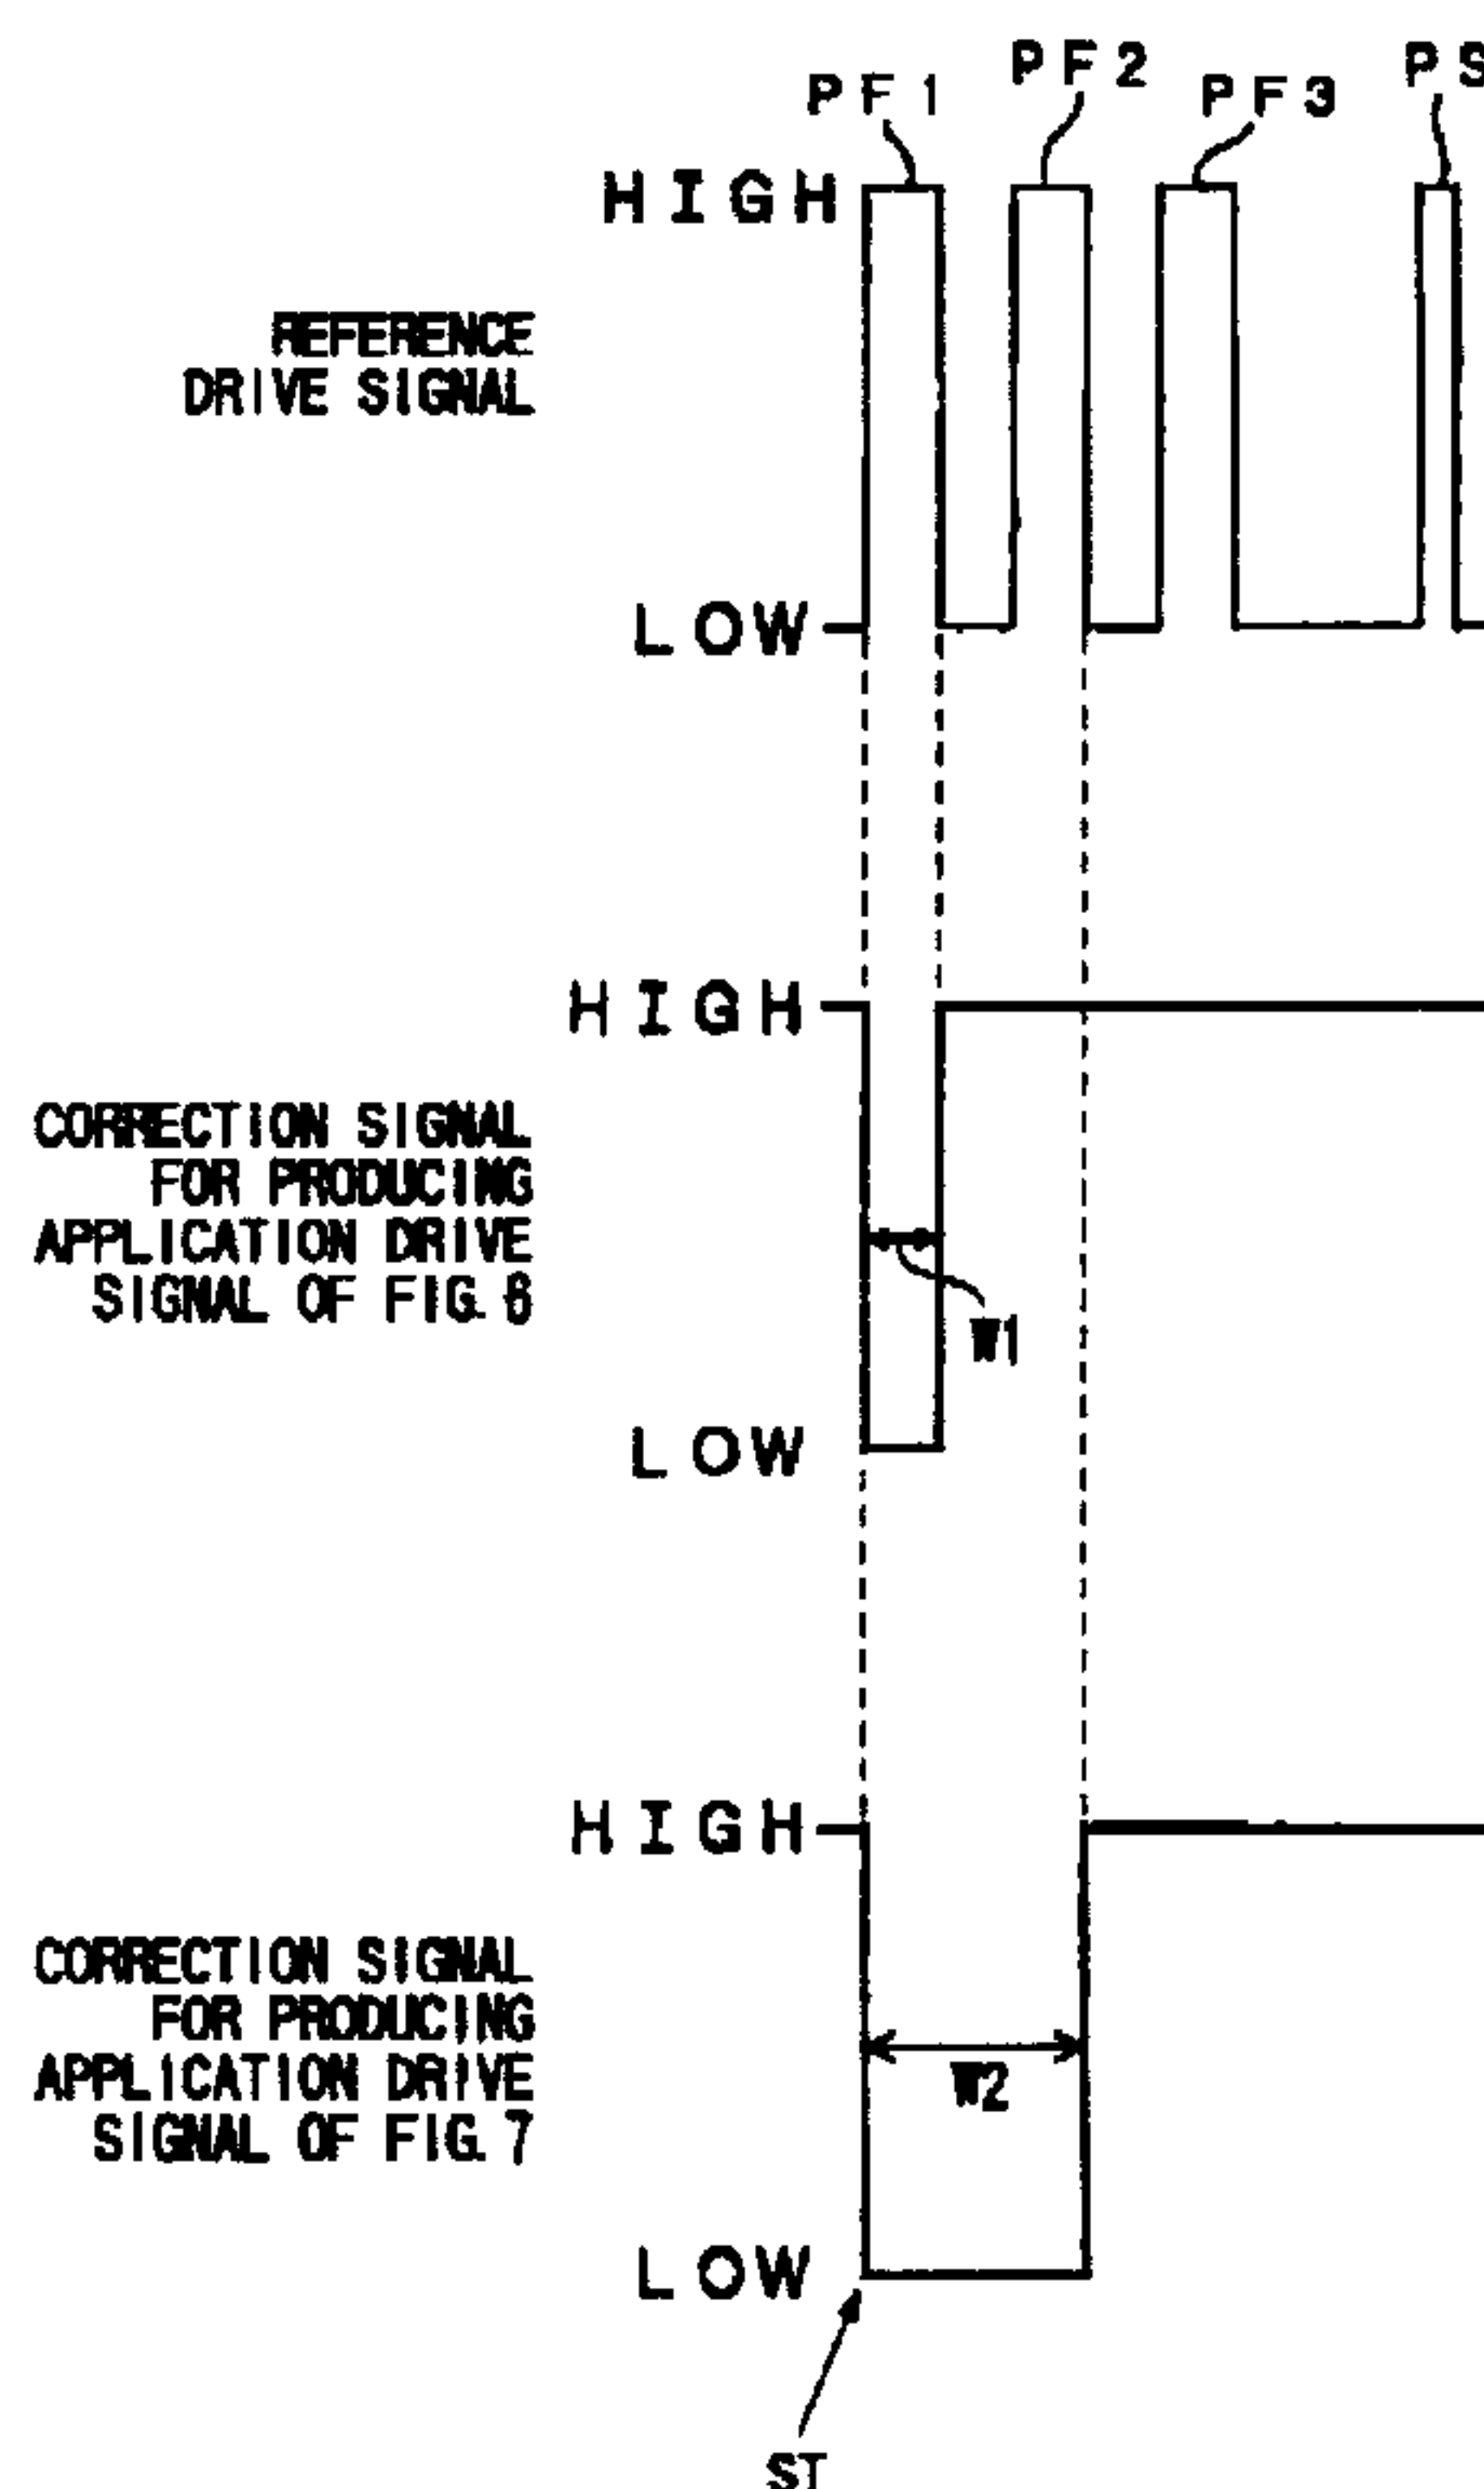 PF1
PF2
PF3
PS
HIGH
REFERENCE
DRIVE SIGNAL
LOW
HIGH
CORRECTION SIGNAL
FOR PRODUCING
APPLICATION DRIVE
SIGNAL OF FIG.
W1
LOW
HIGH
CORRECTION SIGNAL
FOR PRODUCING
APPLICATION DRIVE
SIGNAL OF FIG. 7
W2
LOW
ST